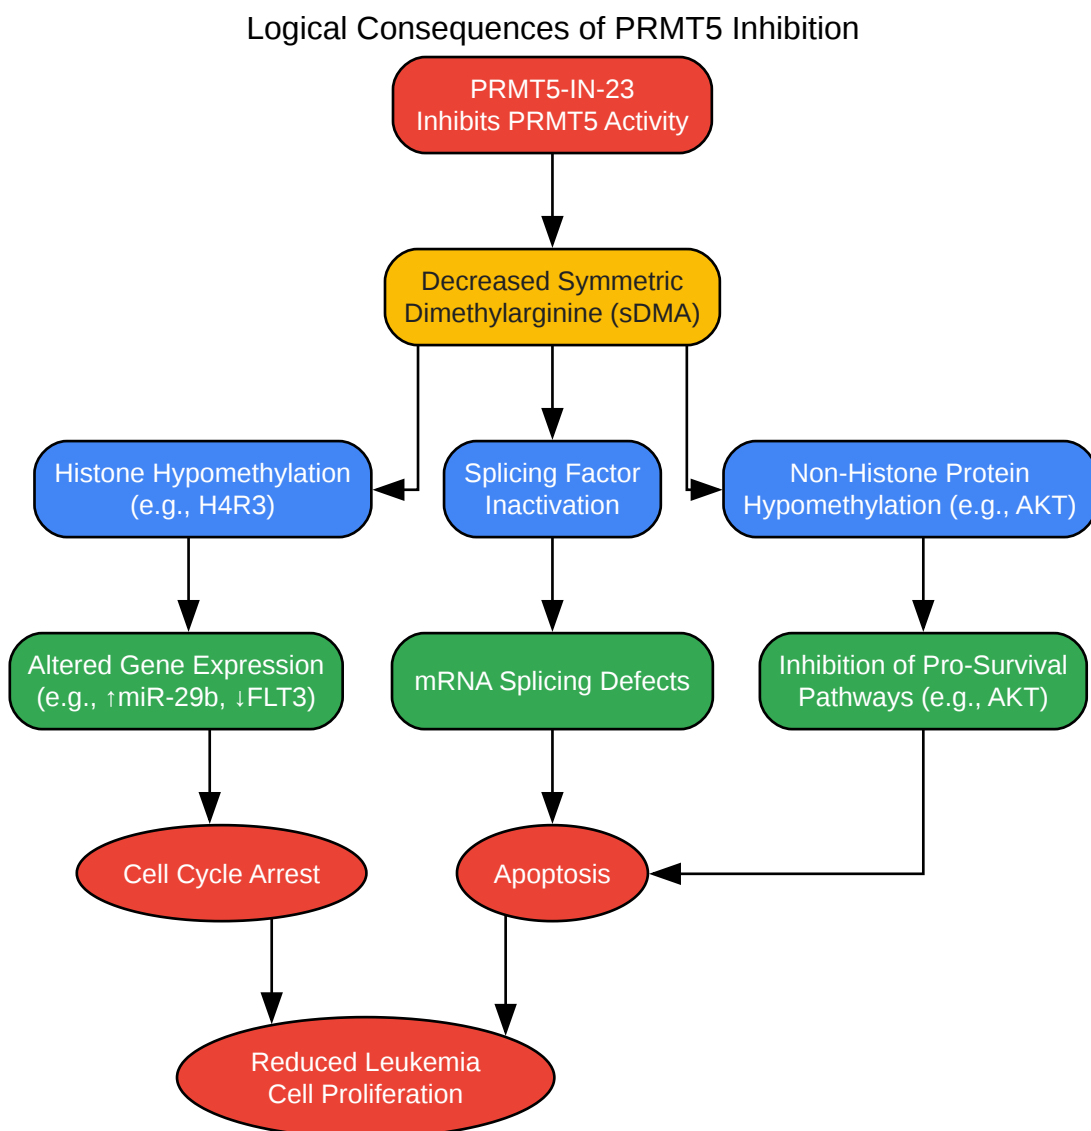 Logical Consequences of PRMT5 Inhibition
PRMT5-IN-23
Inhibits PRMT5 Activity
Decreased Symmetric
Dimethylarginine (sDMA)
Histone Hypomethylation
(e.g., H4R3)
Splicing Factor
Inactivation
Non-Histone Protein
Hypomethylation (e.g., AKT)
Altered Gene Expression
(e.g., ↑miR-29b, ↓FLT3)
mRNA Splicing Defects
Inhibition of Pro-Survival
Pathways (e.g., AKT)
Cell Cycle Arrest
Apoptosis
Reduced Leukemia
Cell Proliferation